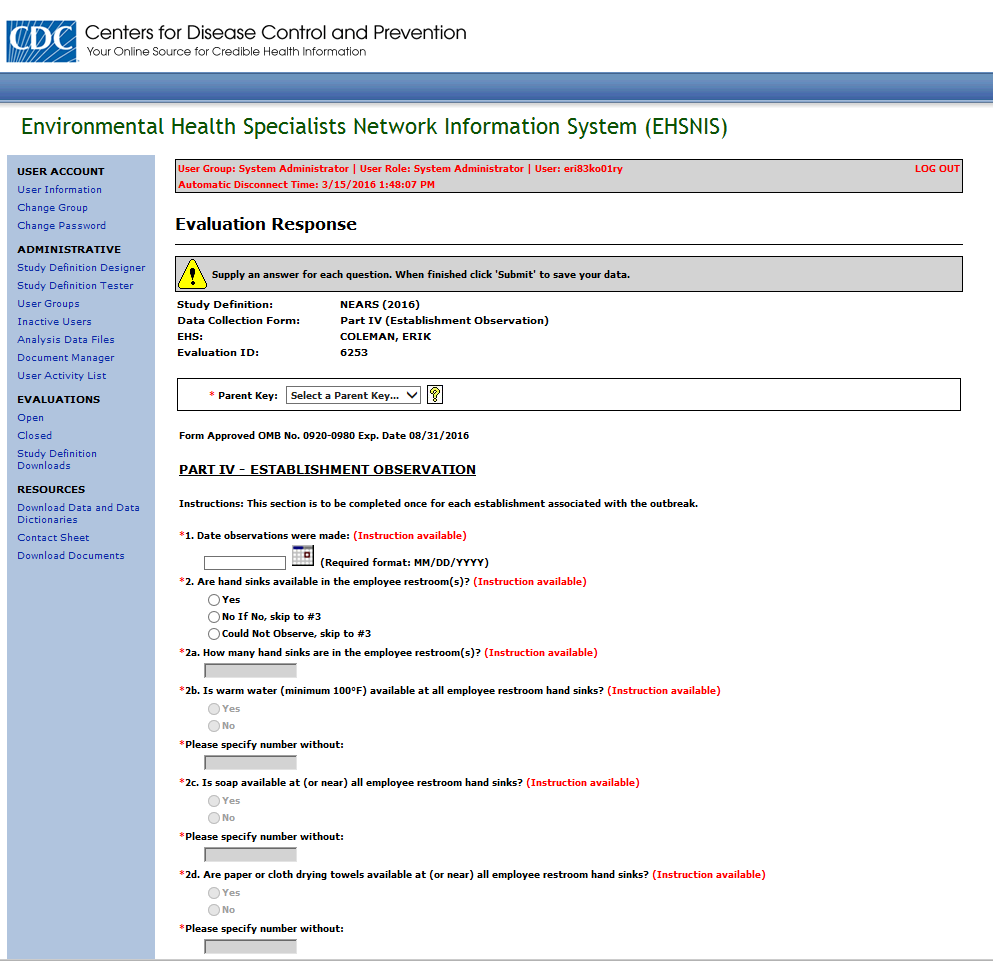 CDC
Centers for Disease Control and Prevention
Your Online Source for Credible Health Information
Environmental Health Specialists Network Information System (EHSNIS)
USER ACCOUNT
User Information
Change Group
Change Password
ADMINISTRATIVE
Study Definition Designer
Study Definition Tester
User Groups
Inactive Users
Analysis Data Files
Document Manager
User Activity List
EVALUATIONS
Open
Closed
Study Definition
Downloads
RESOURCES
Download Data and Data
Dictionaries
Contact Sheet
Download Documents
User Group: System Administrator | User Role: System Administrator | User: eri83ko01ry LOG OUT
Automatic Disconnect Time: 3/15/2016 1:48:07 PM
Evaluation Response
Supply an answer for each question. When finished click 'Submit' to save your data.
Study Definition: NEARS (2016)
Data Collection Form: Part IV (Establishment Observation)
EHS: COLEMAN, ERIK
Evaluation ID: 6253
* Parent Key: Select a Parent Key... ?
Form Approved OMB No. 0920-0980 Exp. Date 08/31/2016
PART IV - ESTABLISHMENT OBSERVATION
Instructions: This section is to be completed once for each establishment associated with the outbreak.
*1. Date observations were made: (Instruction available)
(Required format: MM/DD/YYYY)
*2. Are hand sinks available in the employee restroom(s)? (Instruction available)
Yes
No If No, skip to #3
Could Not Observe, skip to #3
*2a. How many hand sinks are in the employee restroom(s)? (Instruction available)
*2b. Is warm water (minimum 100°F) available at all employee restroom hand sinks? (Instruction available)
Yes
No
*Please specify number without:
*2c. Is soap available at (or near) all employee restroom hand sinks? (Instruction available)
Yes
No
*Please specify number without:
*2d. Are paper or cloth drying towels available at (or near) all employee restroom hand sinks? (Instruction available)
Yes
No
*Please specify number without: